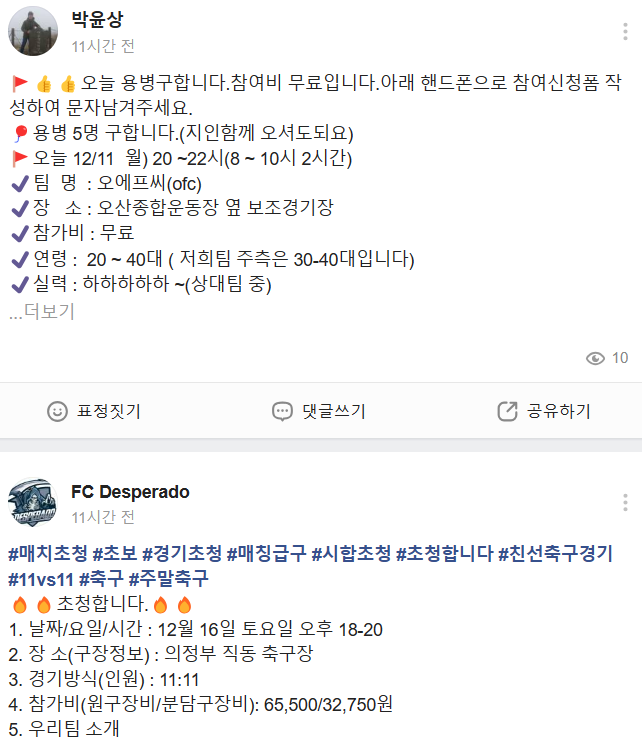 박윤상
11시간 전
🚩👍👍오늘 용병구합니다.참여비 무료입니다.아래 핸드폰으로 참여신청폼 작
성하여 문자남겨주세요.
🎈용병 5명 구합니다.(지인함께 오셔도되요)
🚩오늘 12/11 월) 20 ~22시(8 ~ 10시 2시간)
✔팀 명 : 오에프씨(ofc)
✔장 소 : 오산종합운동장 옆 보조경기장
✔참가비 : 무료
✔연령 : 20 ~ 40대 ( 저희팀 주측은 30-40대입니다)
✔실력 : 하하하하하 ~(상대팀 중)
...더보기
10
표정짓기 댓글쓰기 공유하기
FC Desperado
DESPERADO
11시간 전
#매치초청 #초보 #경기초청 #매칭급구 #시합초청 #초청합니다 #친선축구경기
#11vs11 #축구 #주말축구
🔥🔥초청합니다.🔥🔥
1. 날짜/요일/시간 : 12월 16일 토요일 오후 18-20
2. 장 소(구장정보) : 의정부 직동 축구장
3. 경기방식(인원) : 11:11
4. 참가비(원구장비/분담구장비): 65,500/32,750원
5. 우리팀 소개